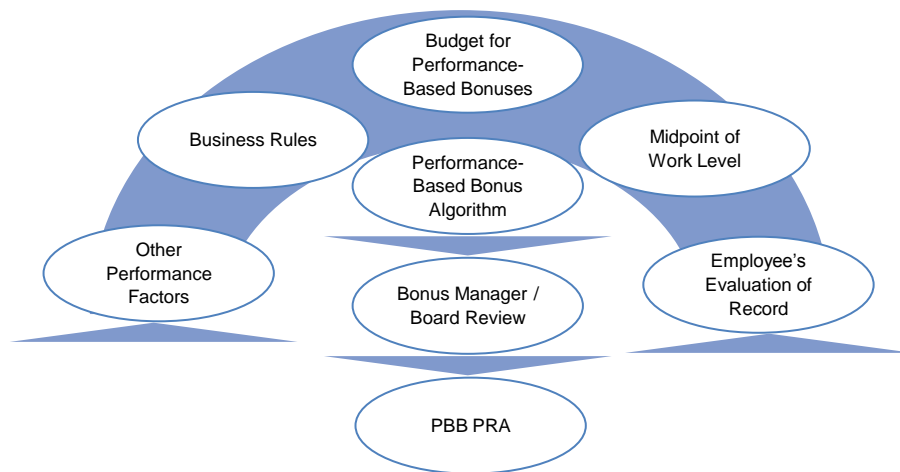 Budget for
Performance-
Based Bonuses
Business Rules
Midpoint of
Work Level
Performance-
Based Bonus
Algorithm
Other
Performance
Factors
Employee's
Evaluation of
Record
Bonus Manager /
Board Review
PBB PRA